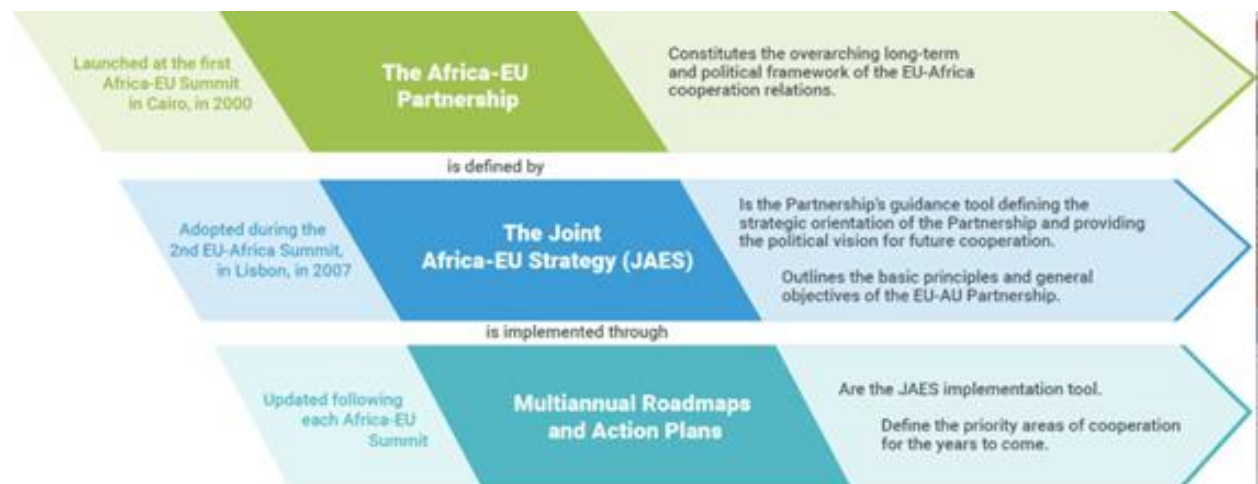 Launched at the first
Africa-EU Summit
in Cairo, in 2000
The Africa-EU
Partnership
Constitutes the overarching long-term
and political framework of the EU-Africa
cooperation relations.
is defined by
Adopted during the
2nd EU-Africa Summit,
in Lisbon, in 2007
The Joint
Africa-EU Strategy (JAES)
Is the Partnership's guidance tool defining the
strategic orientation of the Partnership and providing
the political vision for future cooperation.
Outlines the basic principles and general
objectives of the EU-AU Partnership.
is implemented through
Updated following
each Africa-EU
Summit
Multiannual Roadmaps
and Action Plans
Are the JAES implementation tool.
Define the priority areas of cooperation
for the years to come.